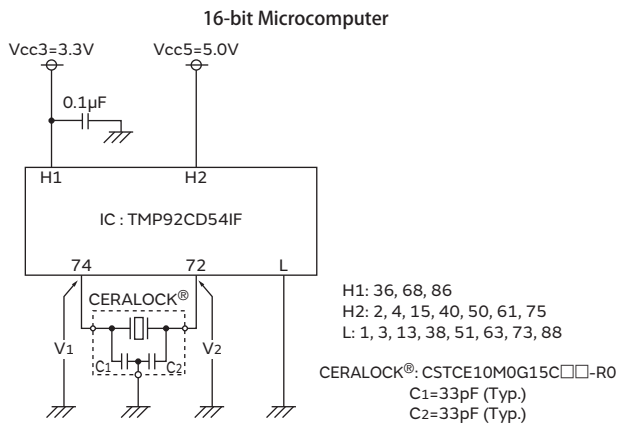 16-bit Microcomputer
Vcc3=3.3V
Vcc5=5.0V
0.1µF
H1
H2
IC : TMP92CD54IF
74
72
L
CERALOCK®
V1
C1
C2
V2
H1: 36, 68, 86
H2: 2, 4, 15, 40, 50, 61, 75
L: 1, 3, 13, 38, 51, 63, 73, 88
CERALOCK®: CSTCE10M0G15C□□-R0
C1=33pF (Typ.)
C2=33pF (Typ.)